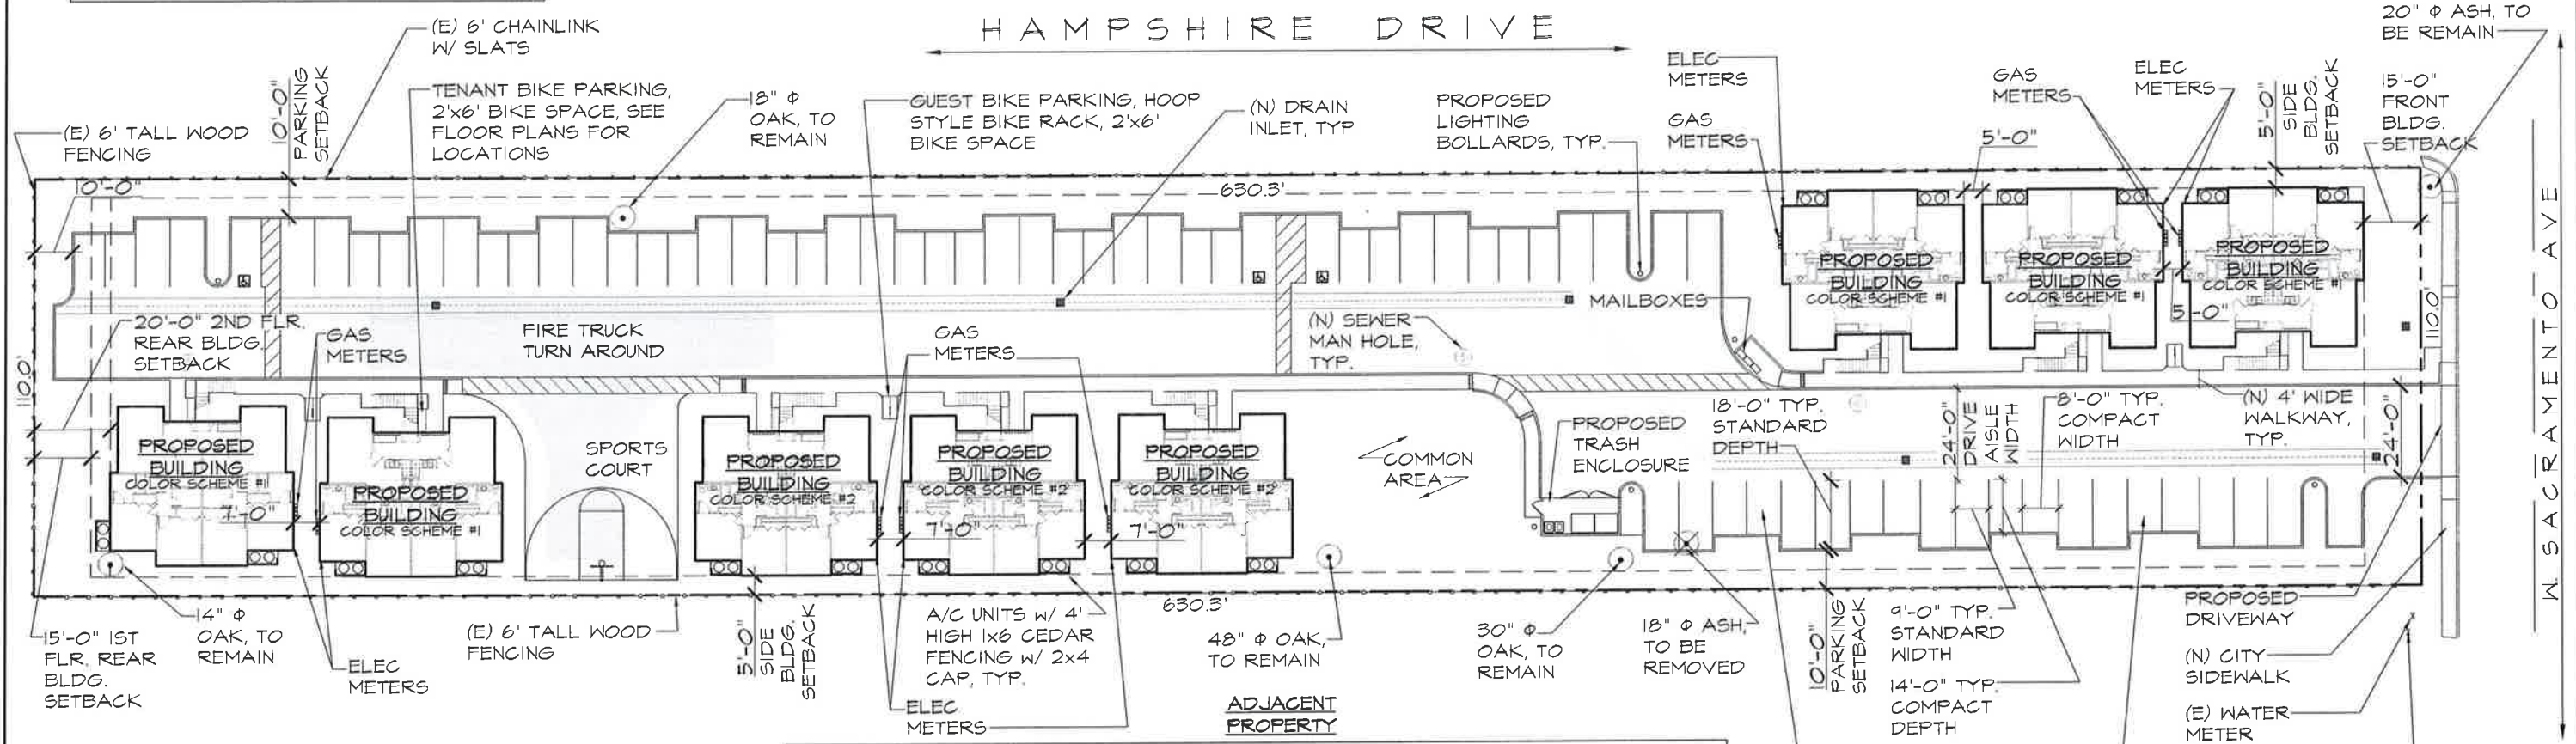 HAMPSHIRE DRIVE
(E) 6' CHAINLINK
W/ SLATS
20" Φ ASH, TO
BE REMAIN
(E) 6' TALL WOOD
FENCING
10'-0"
PARKING
SETBACK
TENANT BIKE PARKING,
2'x6' BIKE SPACE, SEE
FLOOR PLANS FOR
LOCATIONS
18" Φ
OAK, TO
REMAIN
GUEST BIKE PARKING, HOOP
STYLE BIKE RACK, 2'x6'
BIKE SPACE
(N) DRAIN
INLET, TYP
PROPOSED
LIGHTING
BOLLARDS, TYP.
ELEC
METERS
GAS
METERS
GAS
METERS
ELEC
METERS
5'-0"
5'-0"
SIDE
BLDG.
SETBACK
15'-0"
FRONT
BLDG.
SETBACK
10'-0"
630.3'
PROPOSED
BUILDING
COLOR SCHEME #1
PROPOSED
BUILDING
COLOR SCHEME #1
PROPOSED
BUILDING
COLOR SCHEME #1
5'-0"
110.0'
W. SACRAMENTO AVE
20'-0" 2ND FLR.
REAR BLDG.
SETBACK
GAS
METERS
FIRE TRUCK
TURN AROUND
GAS
METERS
(N) SEWER
MAN HOLE,
TYP.
MAILBOXES
110.0'
PROPOSED
BUILDING
COLOR SCHEME #1
7'-0"
PROPOSED
BUILDING
COLOR SCHEME #1
SPORTS
COURT
PROPOSED
BUILDING
COLOR SCHEME #2
7'-0"
PROPOSED
BUILDING
COLOR SCHEME #2
7'-0"
PROPOSED
BUILDING
COLOR SCHEME #2
COMMON
AREA
PROPOSED
TRASH
ENCLOSURE
18'-0" TYP.
STANDARD
DEPTH
24'-0"
DRIVE
AISLE
WIDTH
8'-0" TYP.
COMPACT
WIDTH
(N) 4' WIDE
WALKWAY,
TYP.
24'-0"
15'-0" 1ST
FLR. REAR
BLDG.
SETBACK
14" Φ
OAK, TO
REMAIN
ELEC
METERS
(E) 6' TALL WOOD
FENCING
5'-0"
SIDE
BLDG.
SETBACK
A/C UNITS w/ 4'
HIGH 1x6 CEDAR
FENCING w/ 2x4
CAP, TYP.
ELEC
METERS
630.3'
48" Φ OAK,
TO REMAIN
ADJACENT
PROPERTY
30" Φ
OAK, TO
REMAIN
18" Φ ASH,
TO BE
REMOVED
10'-0"
PARKING
SETBACK
9'-0" TYP.
STANDARD
WIDTH
14'-0" TYP.
COMPACT
DEPTH
PROPOSED
DRIVEWAY
(N) CITY
SIDEWALK
(E) WATER
METER